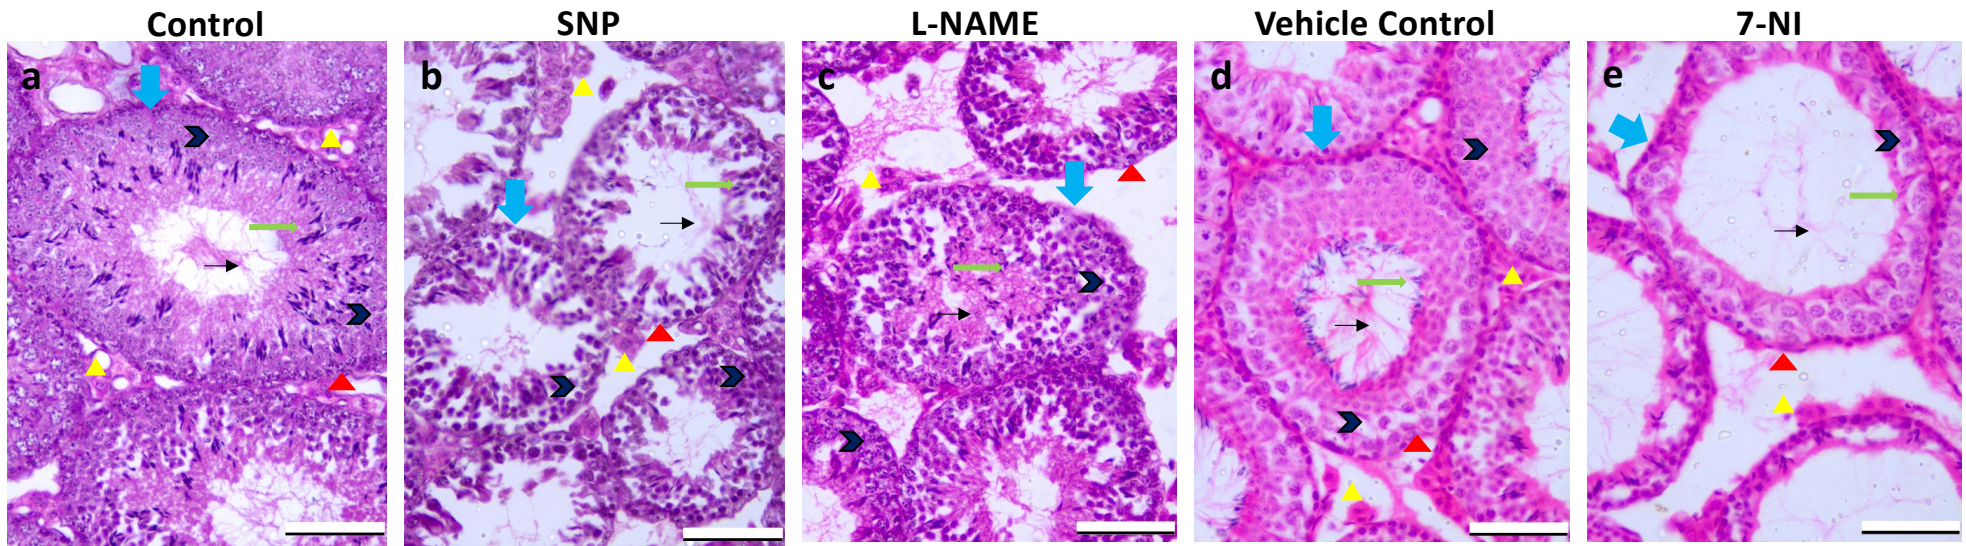 Control SNP L-NAME Vehicle Control 7-NI
a b c d e